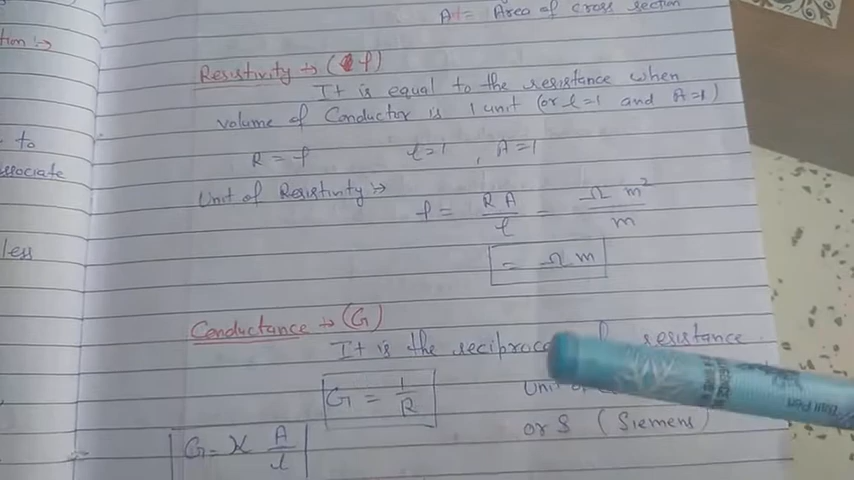 A = Area of cross section
tion :→
Resistivity → (ρ)
It is equal to the resistance when
volume of Conductor is 1 unit (or l=1 and A=1)
to
R = ρ l=1 , A=1
ssociate
Unit of Resistivity :→
ρ = RA/l = Ω m²/m
less
= Ω m
Conductance → (G)
It is the reciproc resistance
G = 1/R Unit of
or S (Siemens)
G = κ A/l